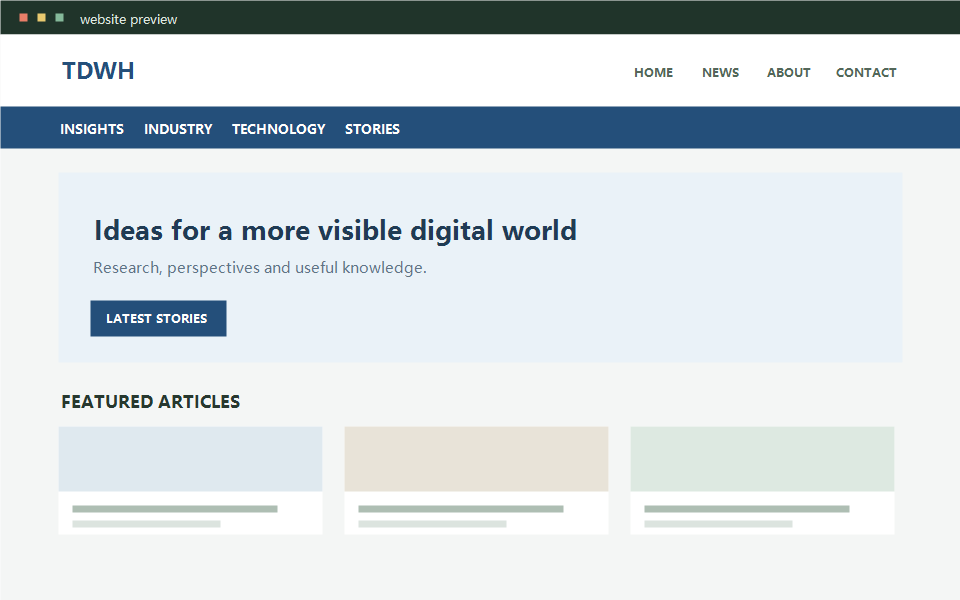 website preview
TDWH
HOME NEWS ABOUT CONTACT
INSIGHTS INDUSTRY TECHNOLOGY STORIES
Ideas for a more visible digital world
Research, perspectives and useful knowledge.
LATEST STORIES
FEATURED ARTICLES